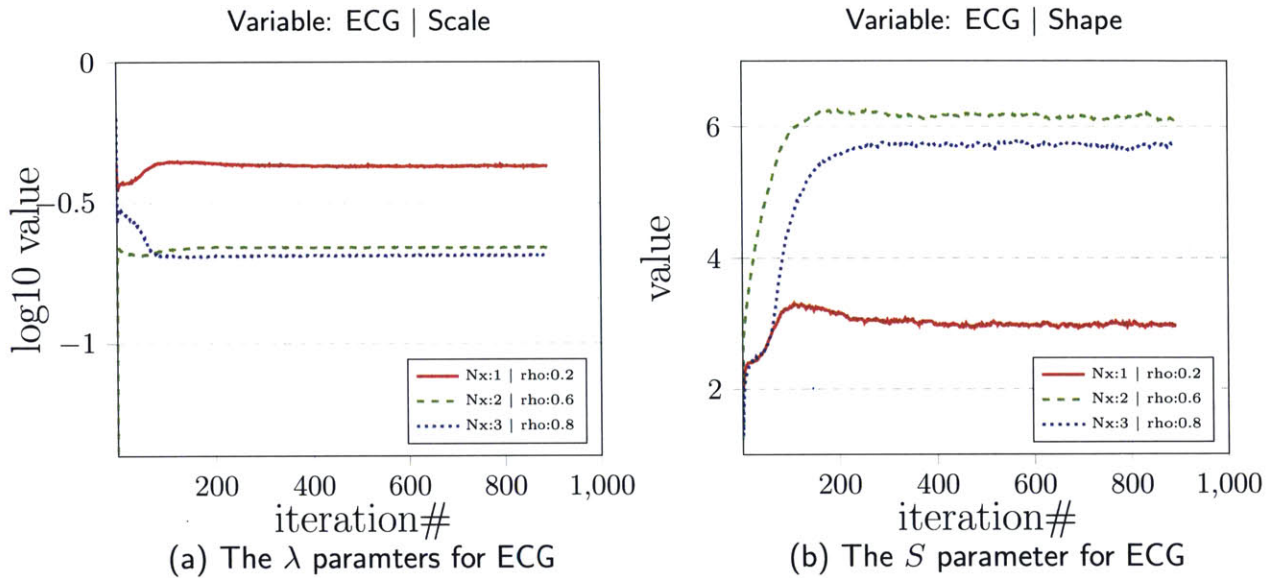 Variable: ECG | Scale
0
−0.5
−1
log10 value
Nx:1 | rho:0.2
Nx:2 | rho:0.6
Nx:3 | rho:0.8
200 400 600 800 1,000
iteration#
(a) The λ paramters for ECG
Variable: ECG | Shape
6
4
2
value
Nx:1 | rho:0.2
Nx:2 | rho:0.6
Nx:3 | rho:0.8
200 400 600 800 1,000
iteration#
(b) The S parameter for ECG